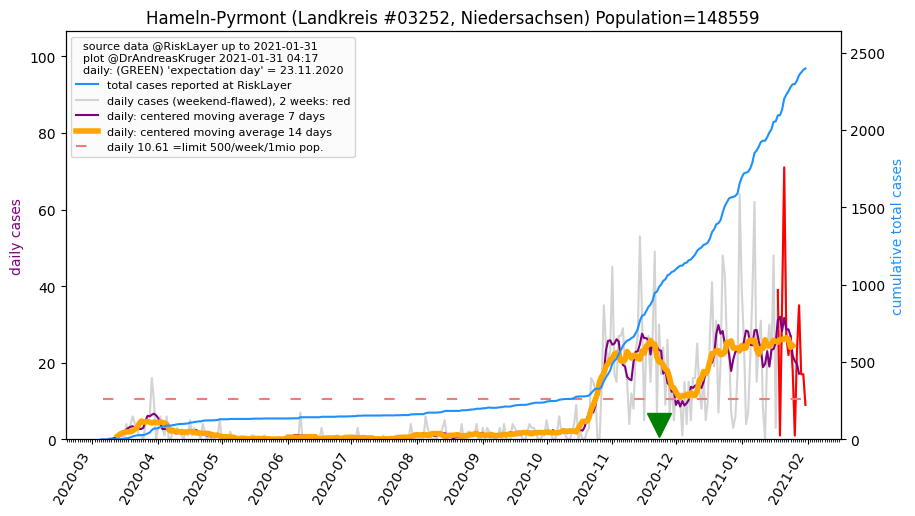 Hameln-Pyrmont (Landkreis #03252, Niedersachsen) Population=148559
source data @RiskLayer up to 2021-01-31
plot @DrAndreasKruger 2021-01-31 04:17
daily: (GREEN) 'expectation day' = 23.11.2020
total cases reported at RiskLayer
daily cases (weekend-flawed), 2 weeks: red
daily: centered moving average 7 days
daily: centered moving average 14 days
daily 10.61 =limit 500/week/1mio pop.
daily cases
100
80
60
40
20
0
cumulative total cases
2500
2000
1500
1000
500
0
2020-03
2020-04
2020-05
2020-06
2020-07
2020-08
2020-09
2020-10
2020-11
2020-12
2021-01
2021-02